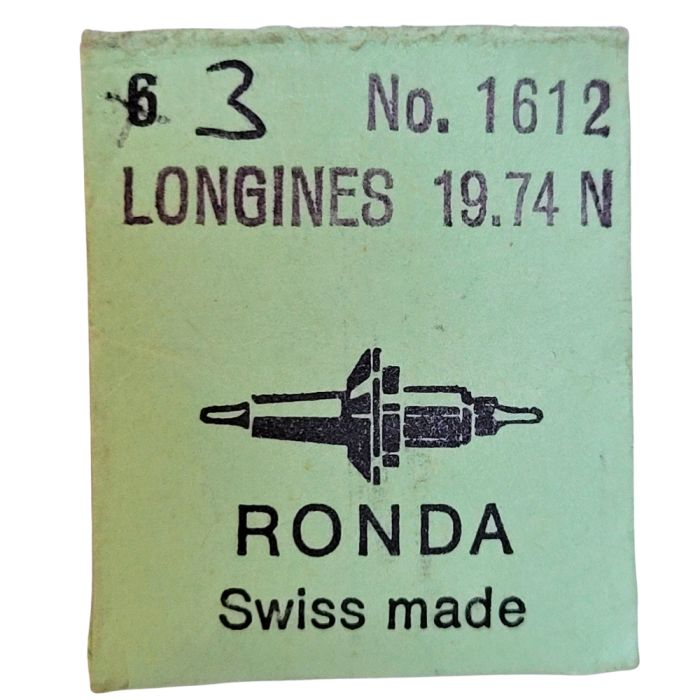 6 3 No. 1612
LONGINES 19.74 N
RONDA
Swiss made